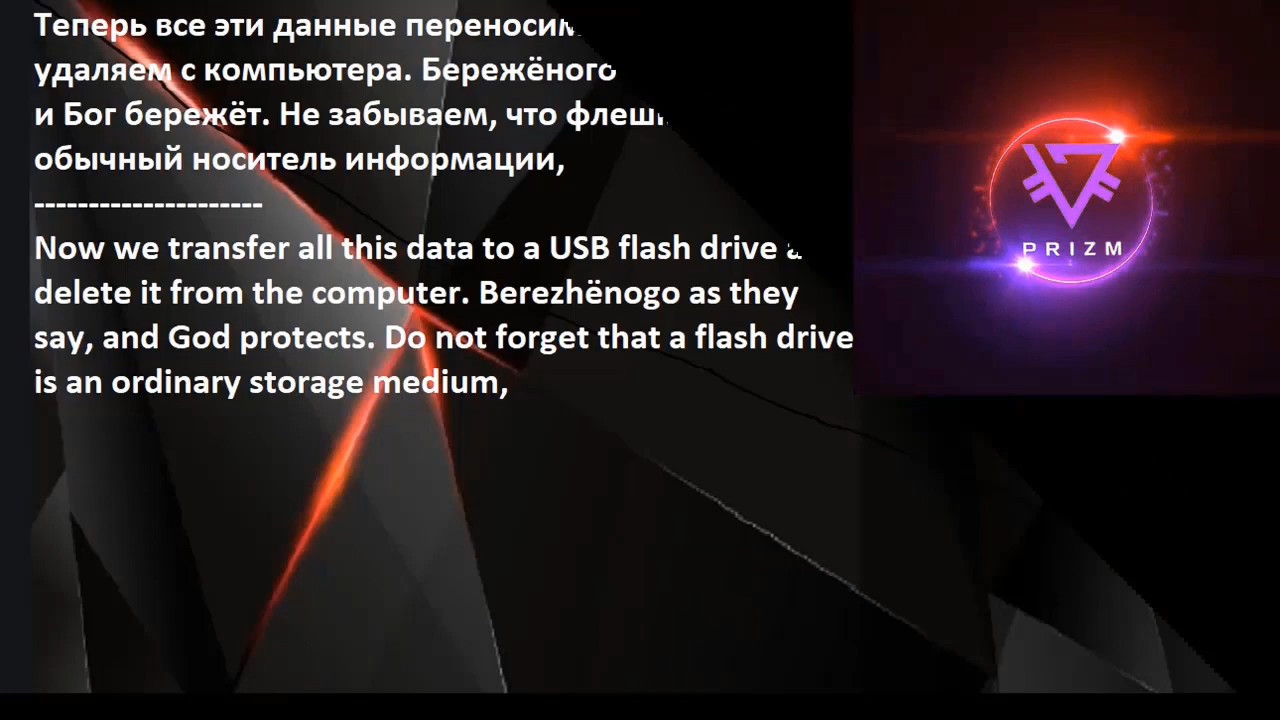 Теперь все эти данные
удаляем с компьютера. Бережёного
и Бог бережёт. Не забываем, что
обычный носитель информации,
---------------------
Now we transfer all this data to a USB flash drive
delete it from the computer. Berezhënogo as they
say, and God protects. Do not forget that a flash drive
is an ordinary storage medium,
PRIZM